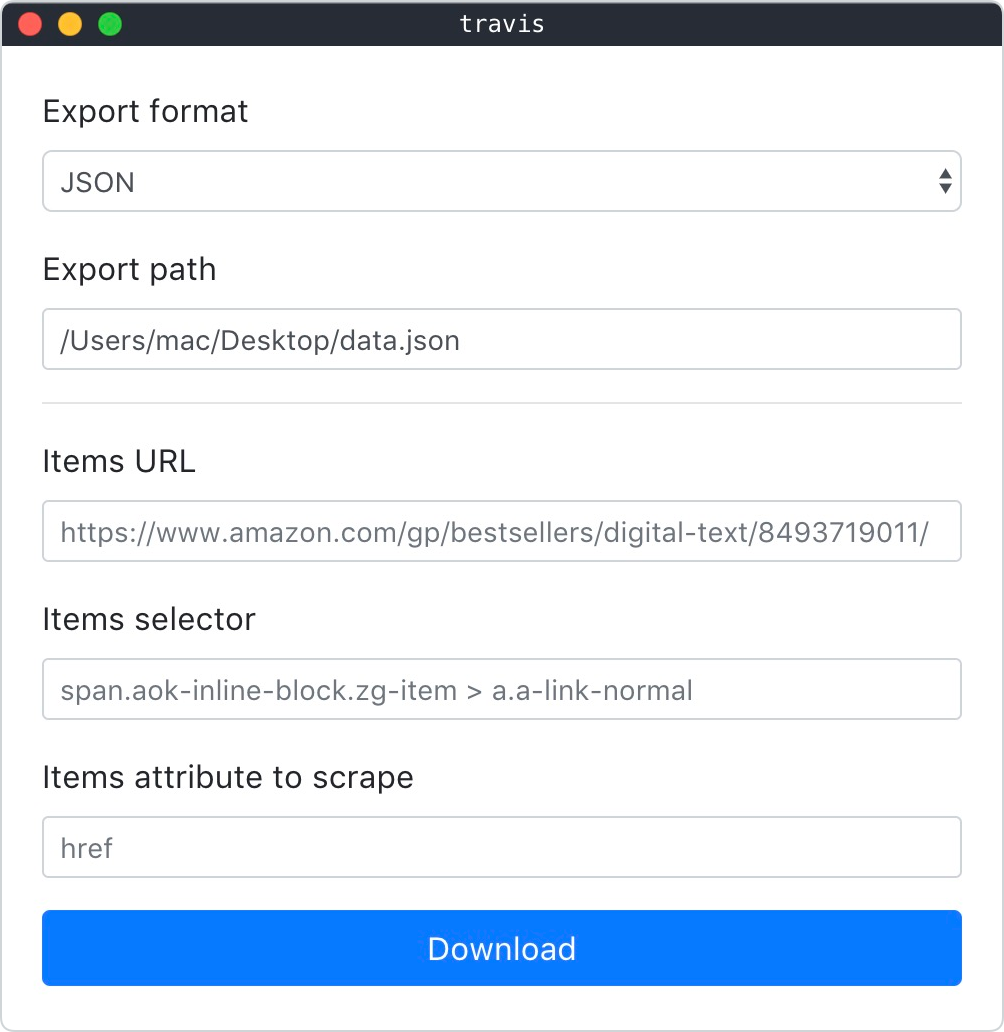 travis
Export format
JSON
Export path
/Users/mac/Desktop/data.json
Items URL
https://www.amazon.com/gp/bestsellers/digital-text/8493719011/
Items selector
span.aok-inline-block.zg-item > a.a-link-normal
Items attribute to scrape
href
Download